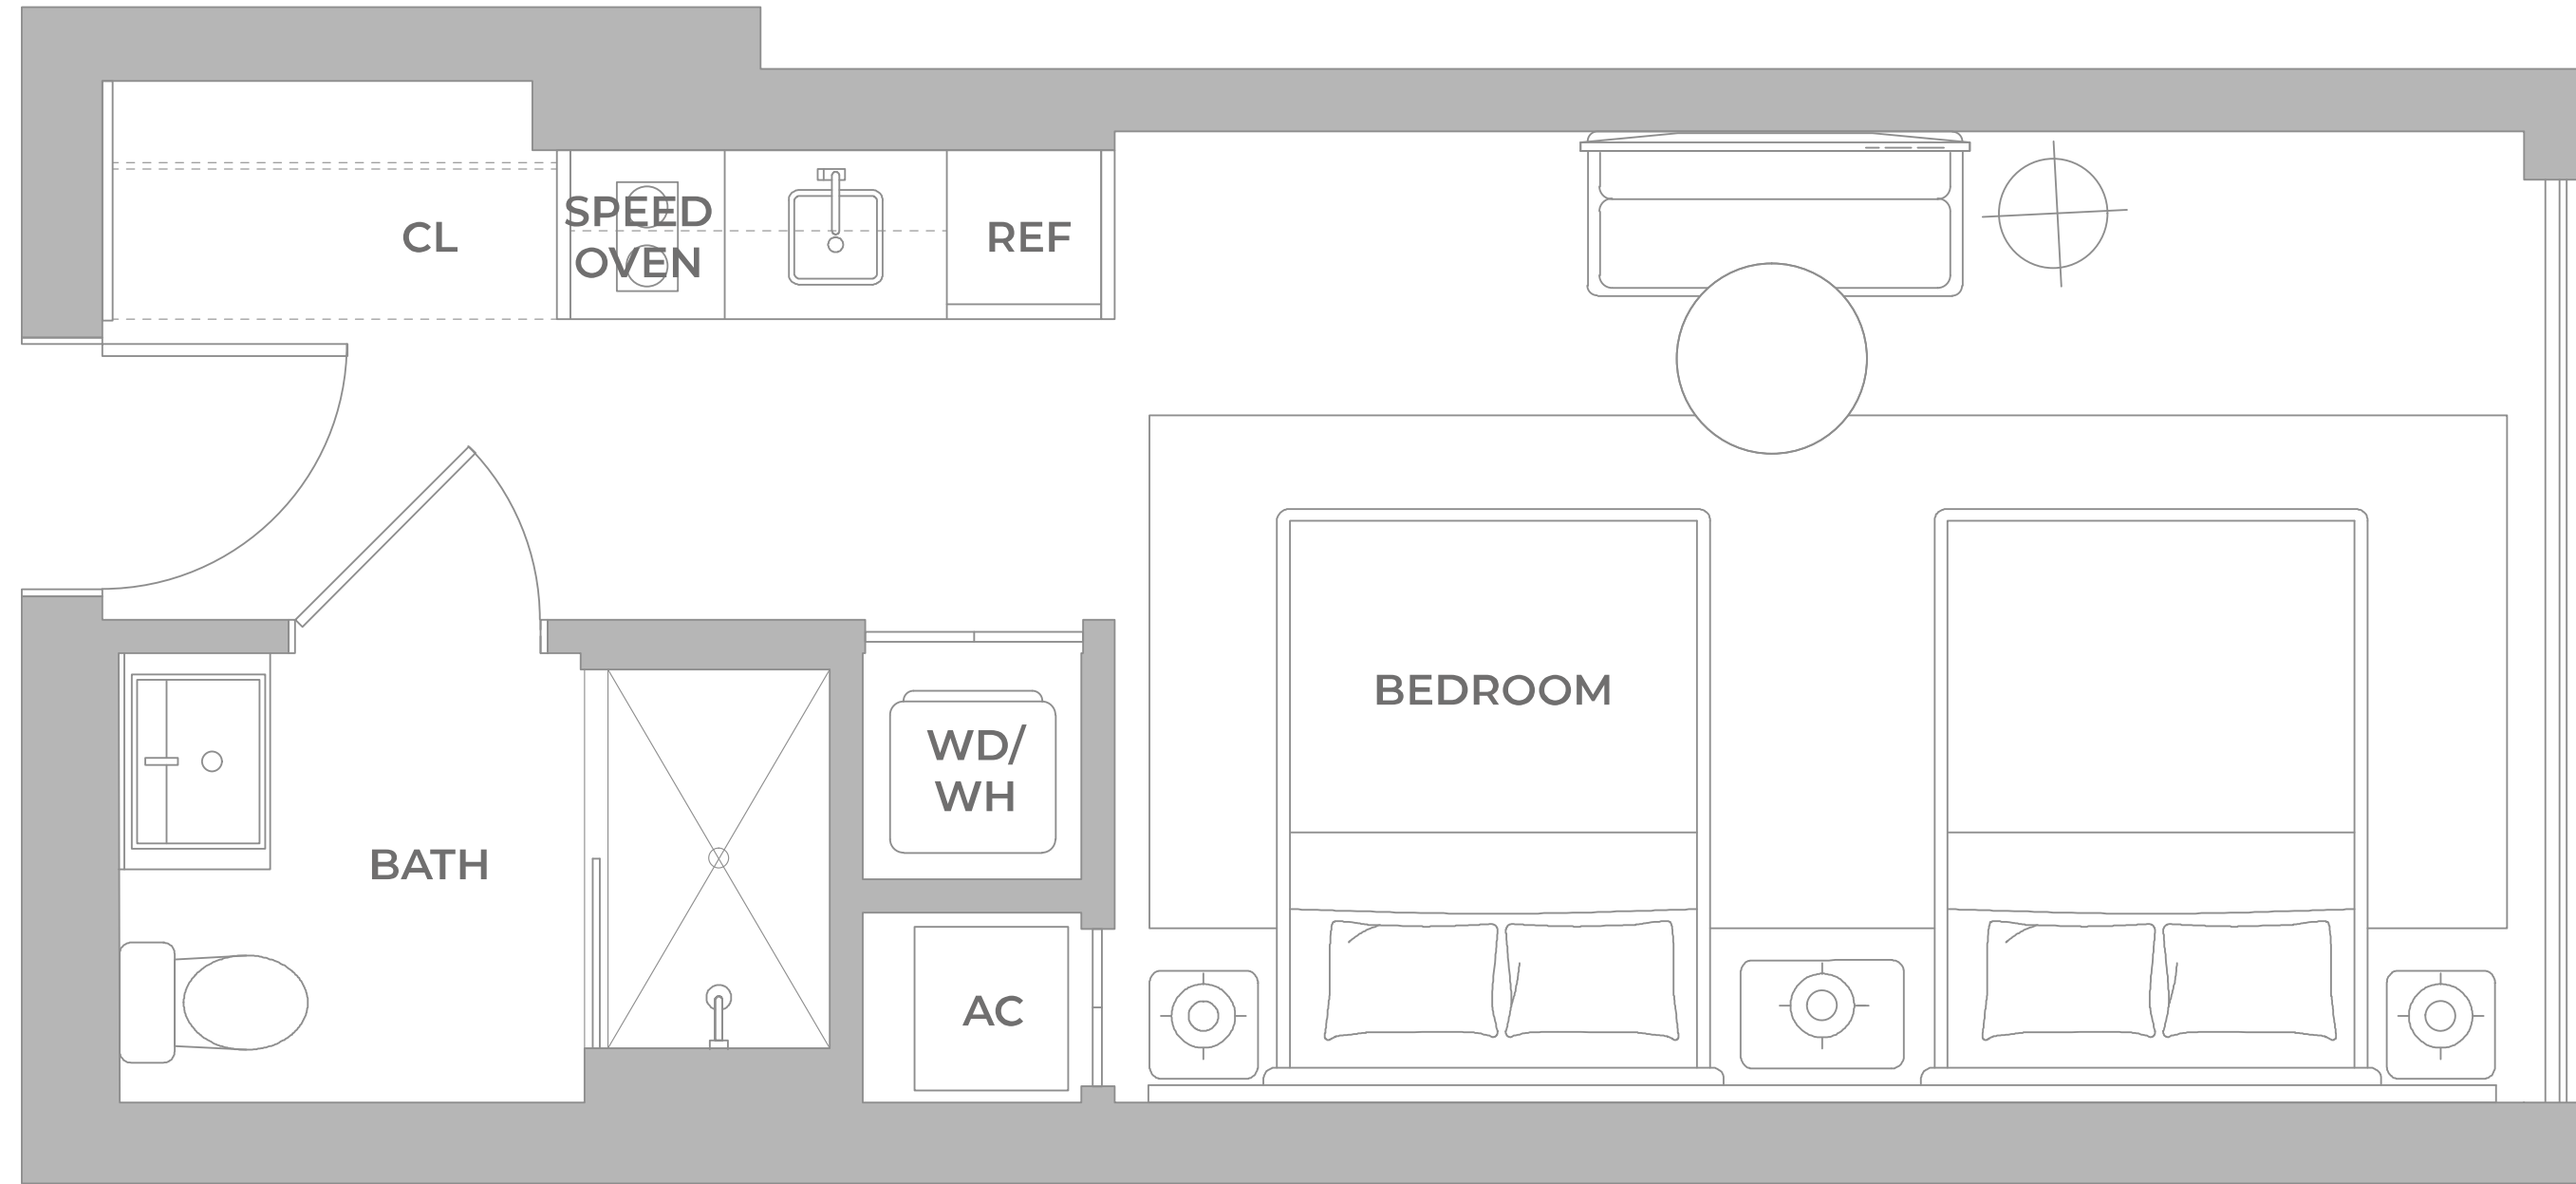 CL
SPEED
OVEN
REF
BEDROOM
WD/
WH
BATH
AC